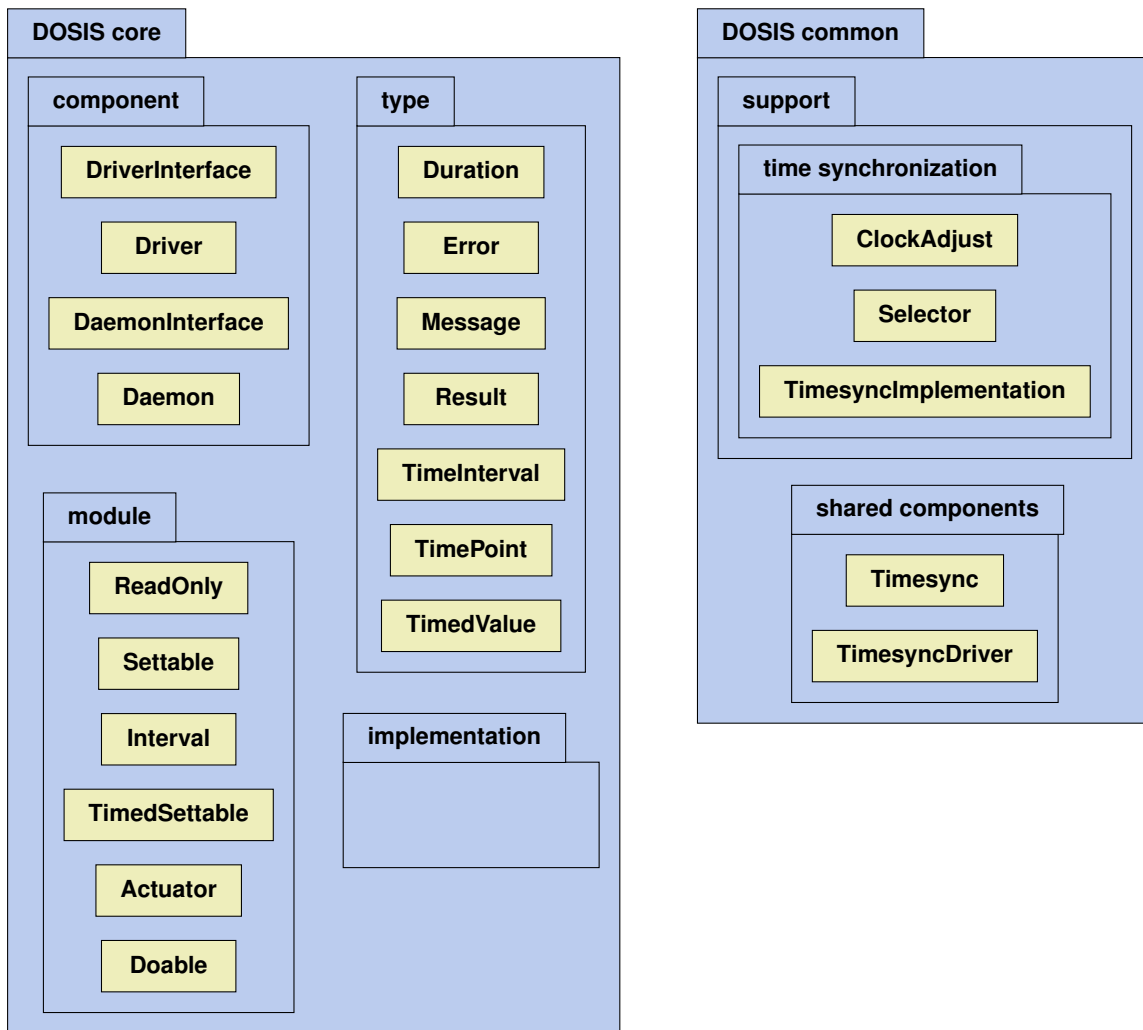 DOSIS core
component
DriverInterface
Driver
DaemonInterface
Daemon
module
ReadOnly
Settable
Interval
TimedSettable
Actuator
Doable
type
Duration
Error
Message
Result
TimeInterval
TimePoint
TimedValue
implementation
DOSIS common
support
time synchronization
ClockAdjust
Selector
TimesyncImplementation
shared components
Timesync
TimesyncDriver